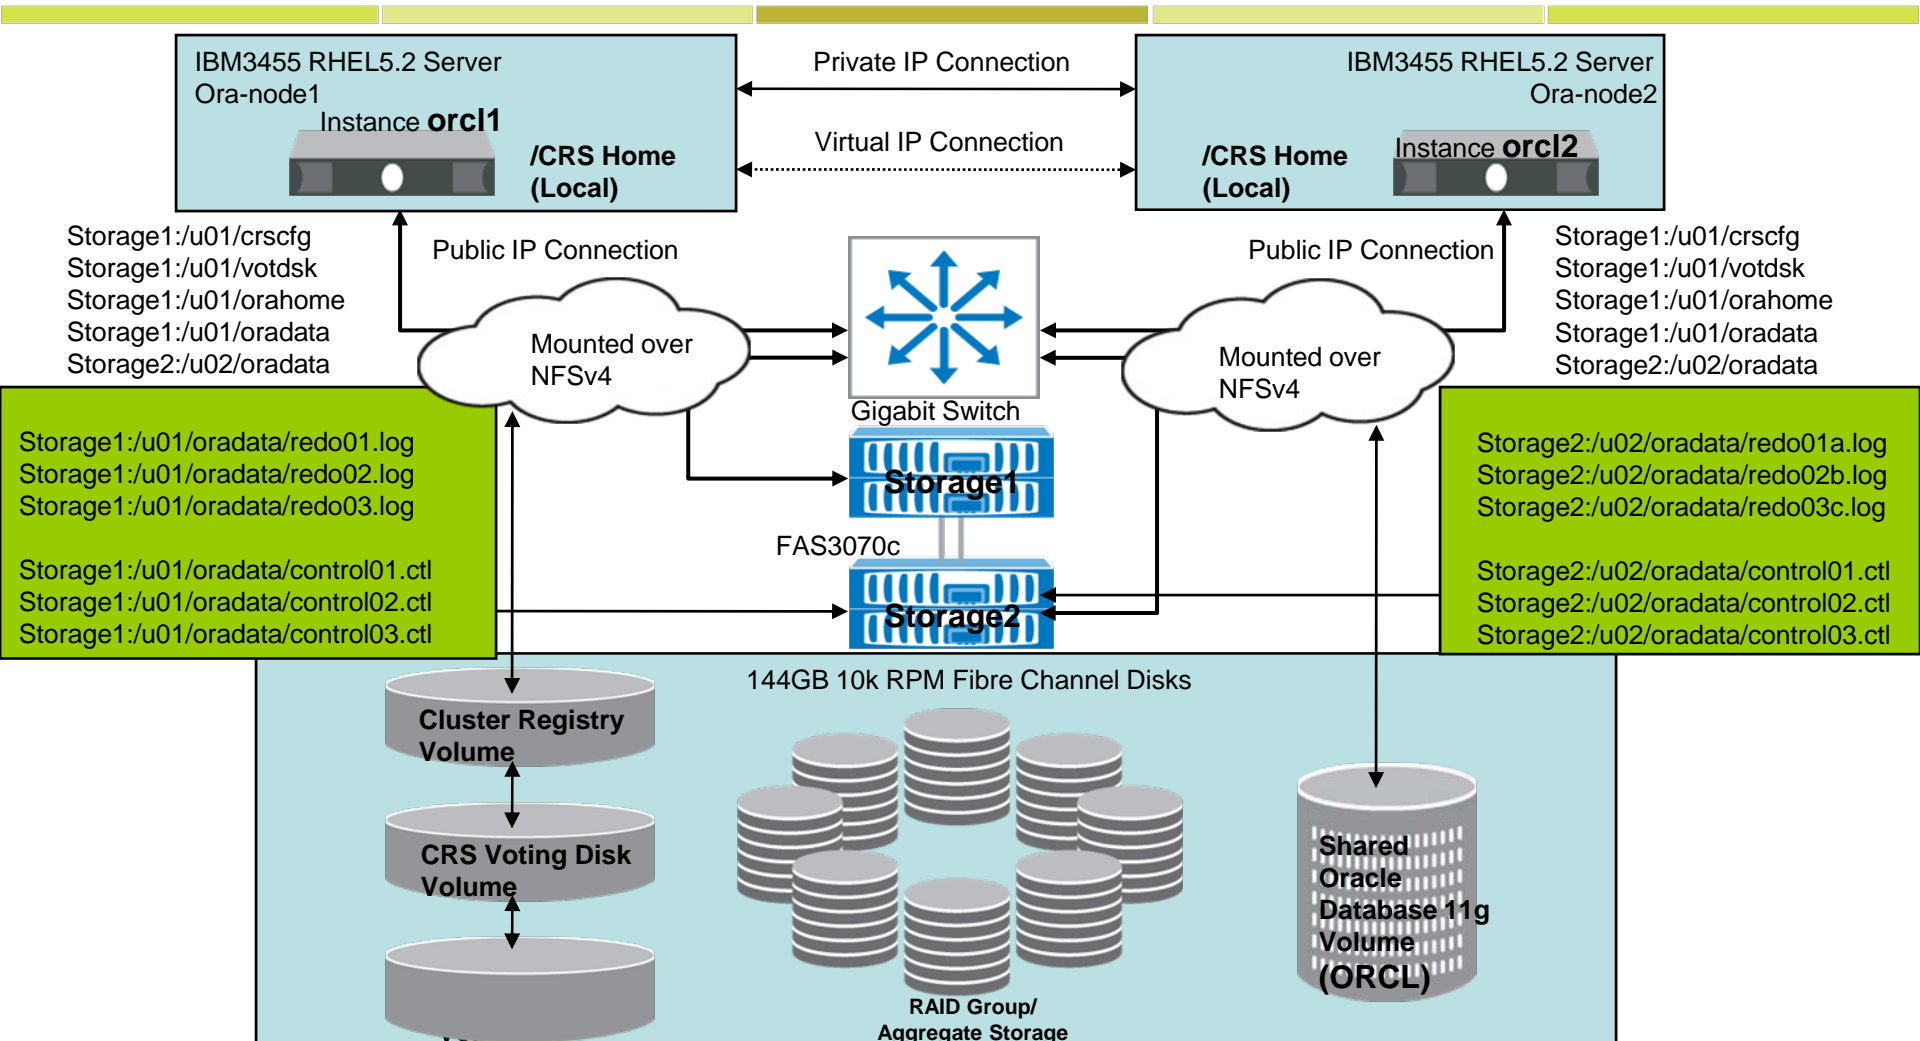 IBM3455 RHEL5.2 Server
Ora-node1
Instance orcl1
/CRS Home
(Local)
Private IP Connection
Virtual IP Connection
IBM3455 RHEL5.2 Server
Ora-node2
/CRS Home
(Local)
Instance orcl2
Storage1:/u01/crscfg
Storage1:/u01/votdsk
Storage1:/u01/orahome
Storage1:/u01/oradata
Storage2:/u02/oradata
Public IP Connection
Mounted over
NFSv4
Gigabit Switch
Public IP Connection
Mounted over
NFSv4
Storage1:/u01/crscfg
Storage1:/u01/votdsk
Storage1:/u01/orahome
Storage1:/u01/oradata
Storage2:/u02/oradata
Storage1:/u01/oradata/redo01.log
Storage1:/u01/oradata/redo02.log
Storage1:/u01/oradata/redo03.log
Storage1:/u01/oradata/control01.ctl
Storage1:/u01/oradata/control02.ctl
Storage1:/u01/oradata/control03.ctl
Storage1
FAS3070c
Storage2
Storage2:/u02/oradata/redo01a.log
Storage2:/u02/oradata/redo02b.log
Storage2:/u02/oradata/redo03c.log
Storage2:/u02/oradata/control01.ctl
Storage2:/u02/oradata/control02.ctl
Storage2:/u02/oradata/control03.ctl
144GB 10k RPM Fibre Channel Disks
Cluster Registry
Volume
CRS Voting Disk
Volume
RAID Group/
Aggregate Storage
Shared
Oracle
Database 11g
Volume
(ORCL)